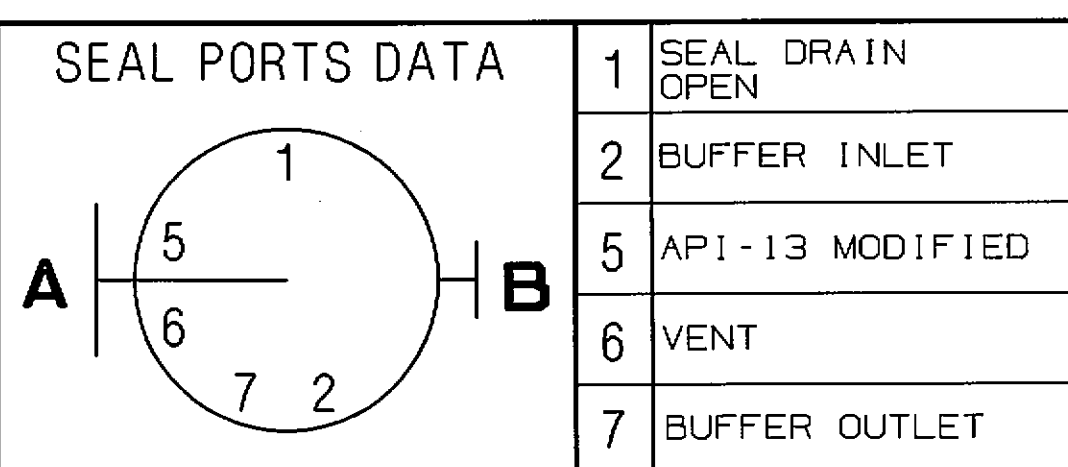 SEAL PORTS DATA
1
5
A
B
6
7 2
1 SEAL DRAIN
OPEN
2 BUFFER INLET
5 API-13 MODIFIED
6 VENT
7 BUFFER OUTLET